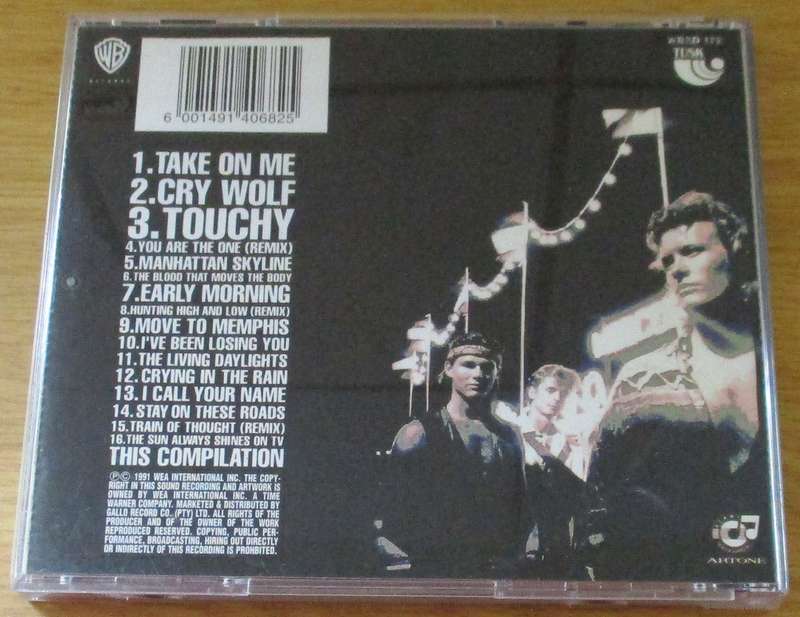 WB
RECORDS
6 001491 406825
WBXD 172
TUSK
1.TAKE ON ME
2.CRY WOLF
3.TOUCHY
4.YOU ARE THE ONE (REMIX)
5.MANHATTAN SKYLINE
6.THE BLOOD THAT MOVES THE BODY
7.EARLY MORNING
8.HUNTING HIGH AND LOW (REMIX)
9.MOVE TO MEMPHIS
10.I'VE BEEN LOSING YOU
11.THE LIVING DAYLIGHTS
12.CRYING IN THE RAIN
13.I CALL YOUR NAME
14.STAY ON THESE ROADS
15.TRAIN OF THOUGHT (REMIX)
16.THE SUN ALWAYS SHINES ON TV
THIS COMPILATION
℗© 1991 WEA INTERNATIONAL INC. THE COPY-
RIGHT IN THIS SOUND RECORDING AND ARTWORK IS
OWNED BY WEA INTERNATIONAL INC. A TIME
WARNER COMPANY. MARKETED & DISTRIBUTED BY
GALLO RECORD CO., (PTY) LTD. ALL RIGHTS OF THE
PRODUCER AND OF THE OWNER OF THE WORK
REPRODUCED RESERVED. COPYING, PUBLIC PER-
FORMANCE, BROADCASTING, HIRING OUT DIRECTLY
OR INDIRECTLY OF THIS RECORDING IS PROHIBITED.
ARTONE